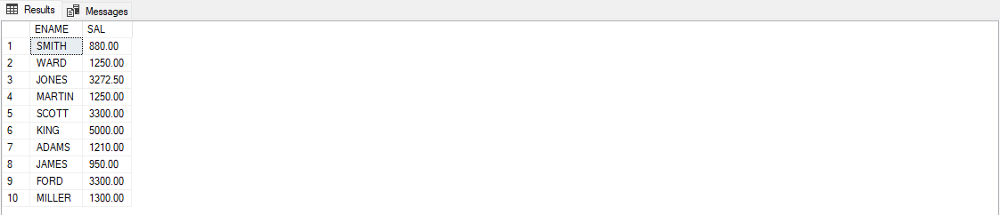 Results Messages
ENAME SAL
1 SMITH 880.00
2 WARD 1250.00
3 JONES 3272.50
4 MARTIN 1250.00
5 SCOTT 3300.00
6 KING 5000.00
7 ADAMS 1210.00
8 JAMES 950.00
9 FORD 3300.00
10 MILLER 1300.00